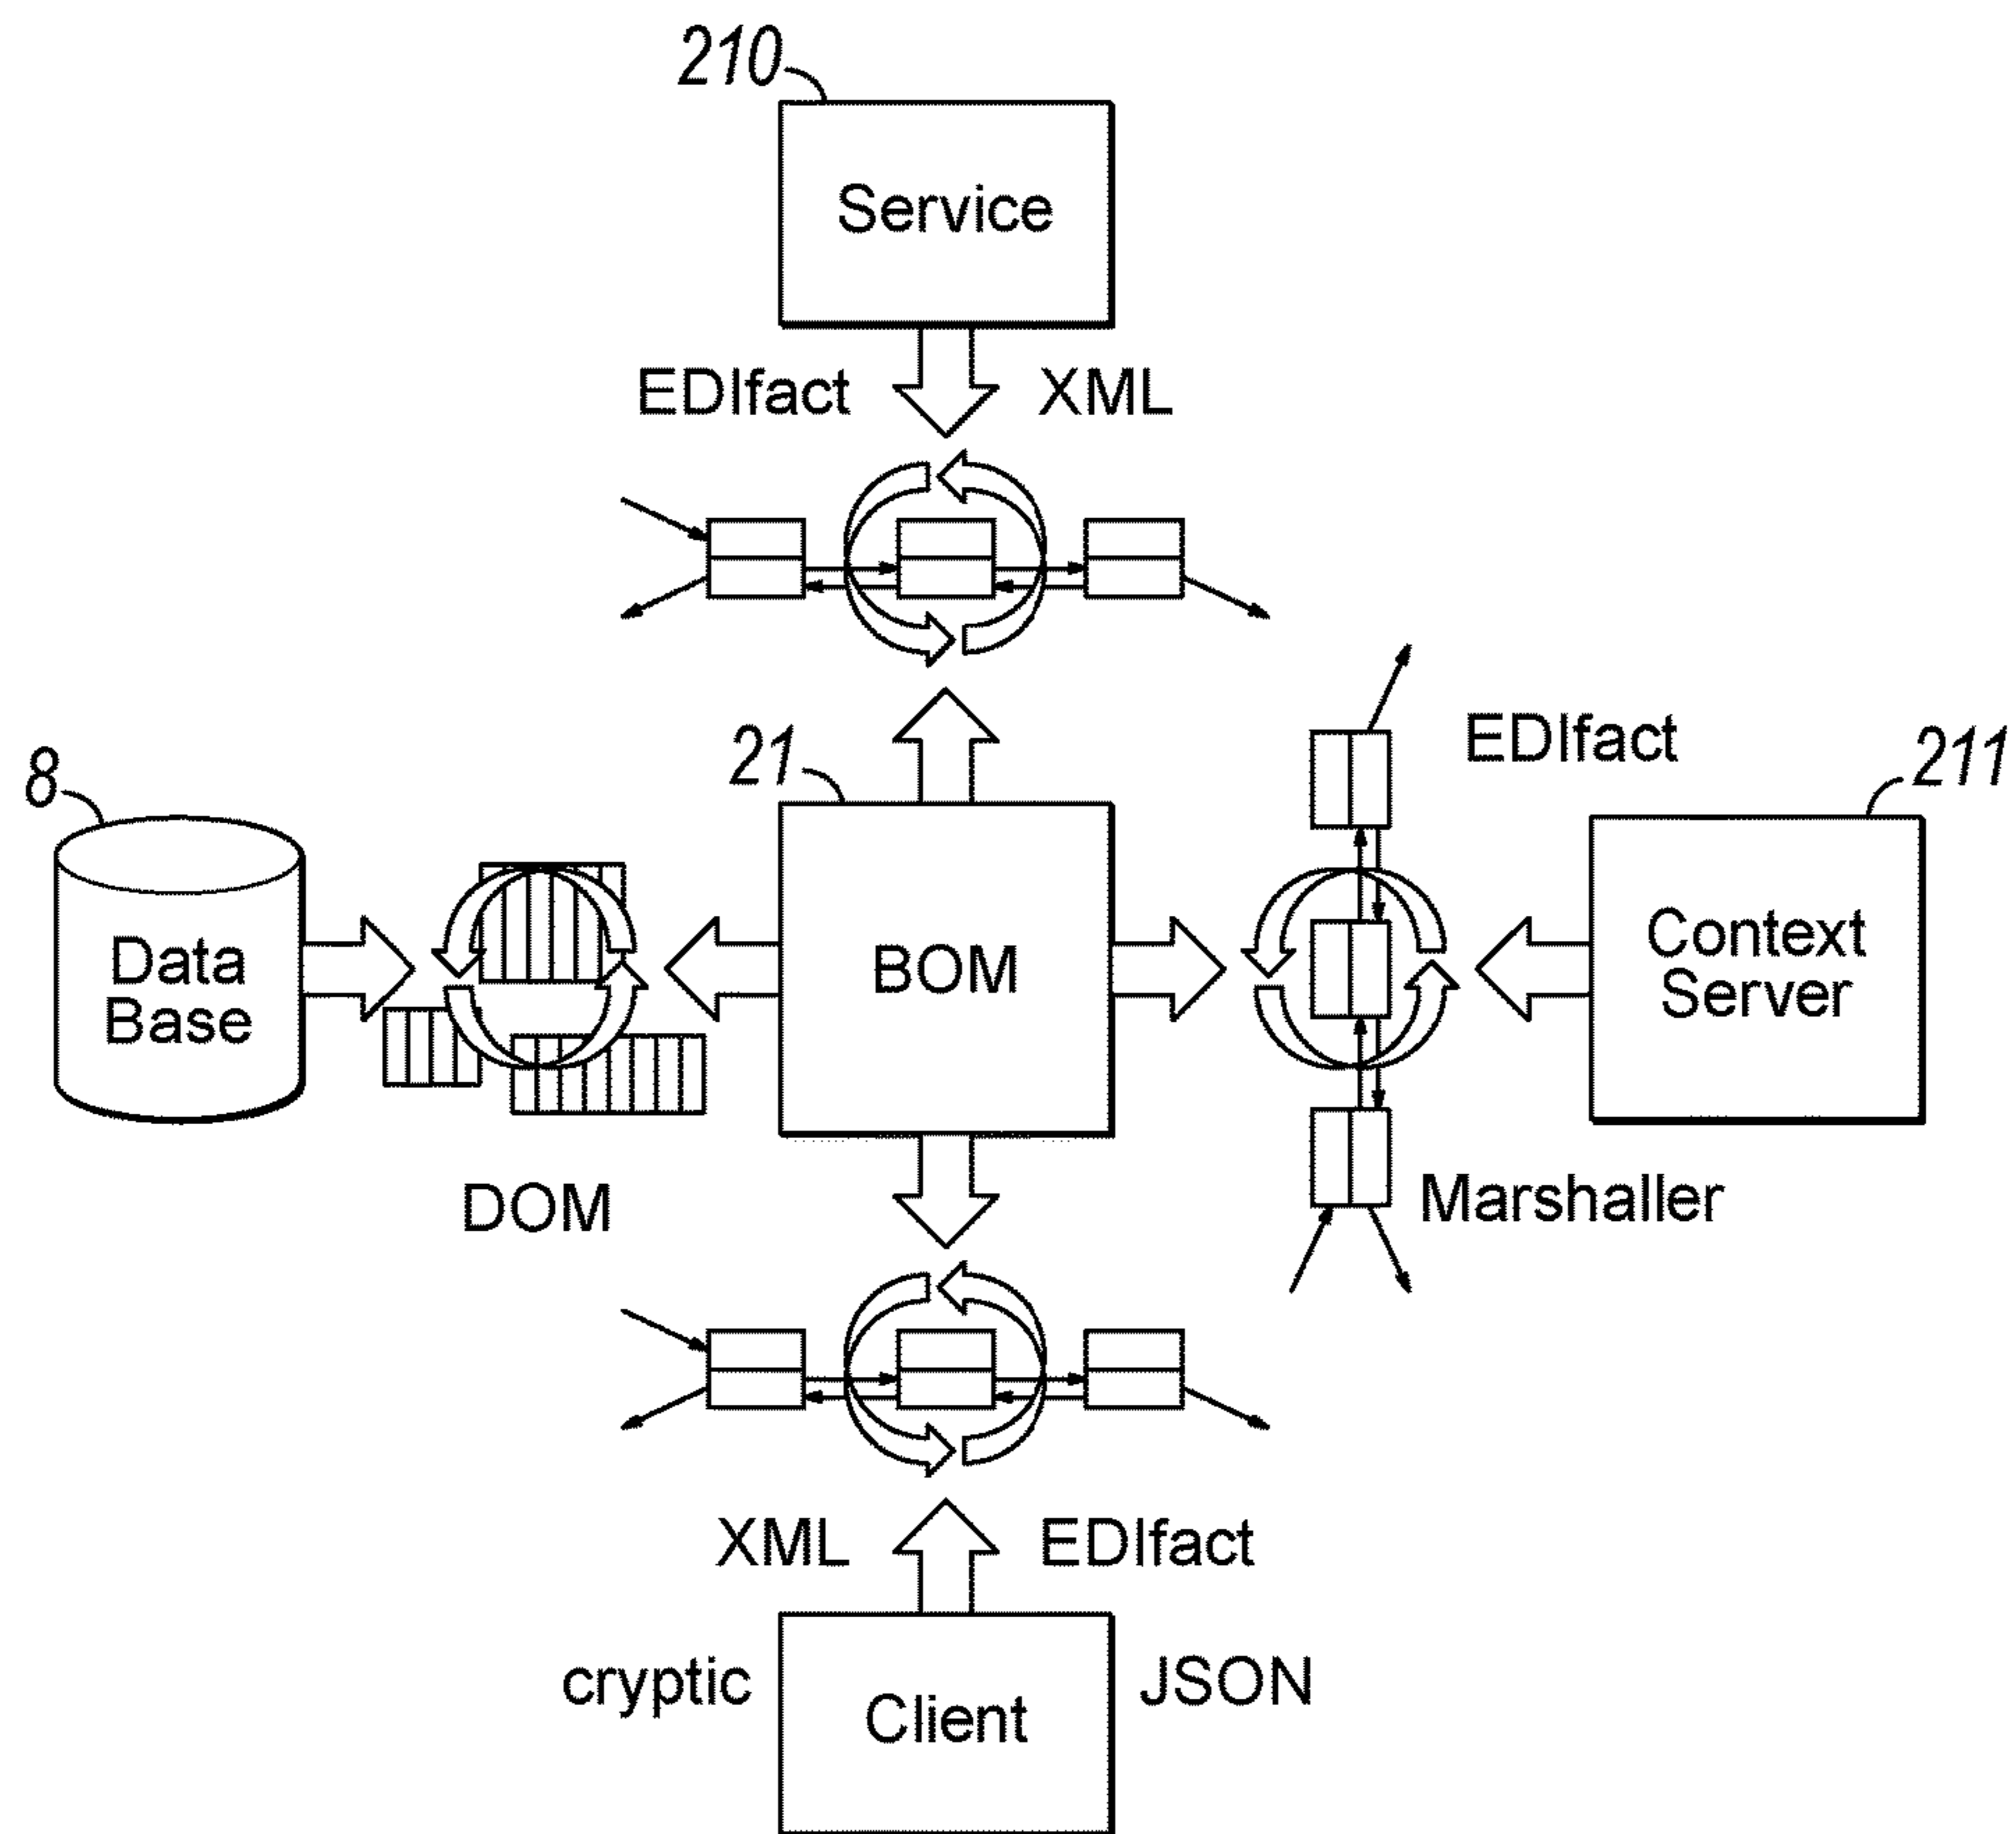 210
Service
EDIfact
XML
EDIfact
21
211
8
BOM
Context
Server
Data
Base
DOM
Marshaller
XML
EDIfact
cryptic
JSON
Client